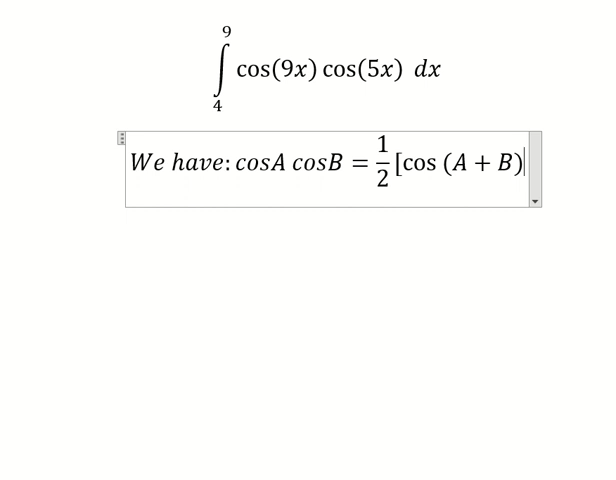 ∫₄⁹ cos(9x) cos(5x) dx
We have: cosA cosB = 1/2 [cos (A + B)